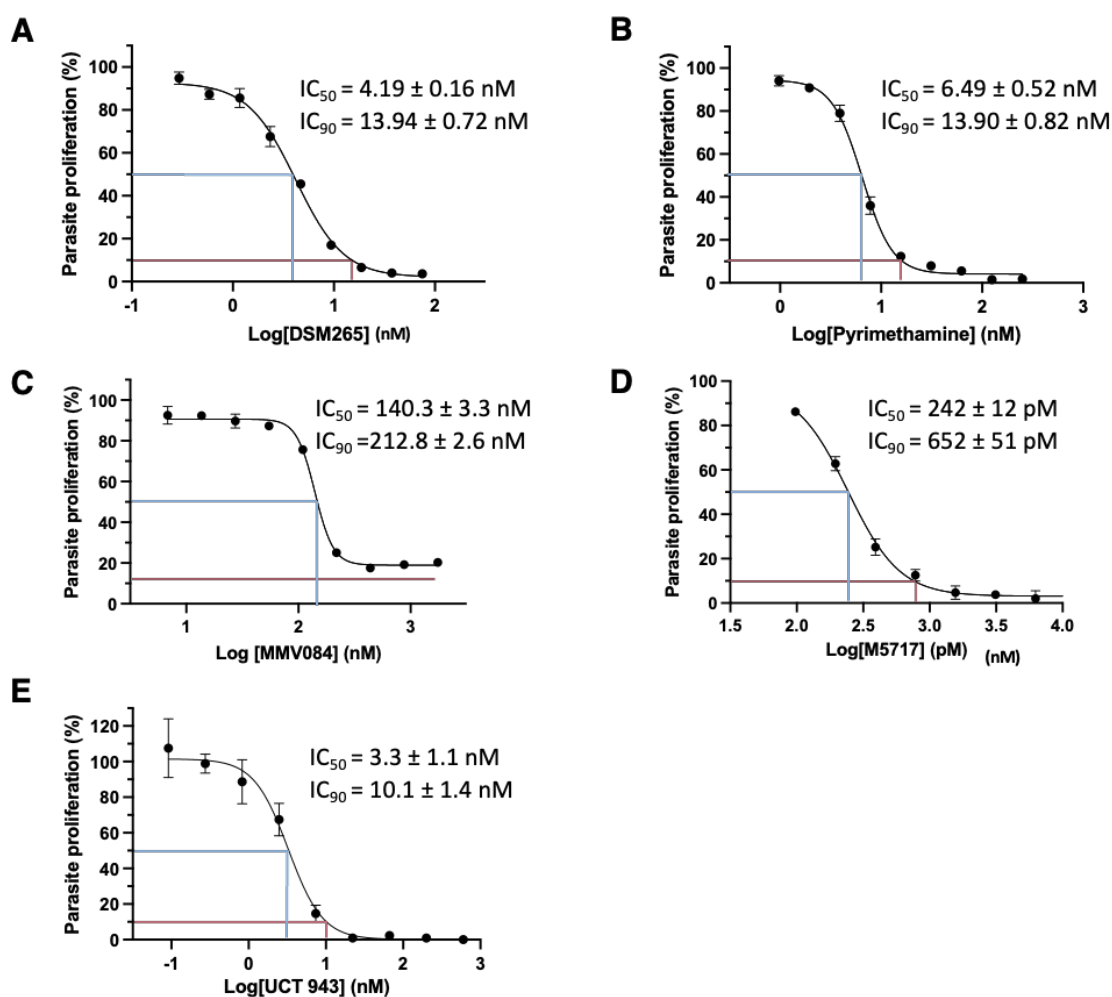 A
Parasite proliferation (%)
100
80
60
40
20
0
IC50 = 4.19 ± 0.16 nM
IC90 = 13.94 ± 0.72 nM
-1 0 1 2
Log[DSM265] (nM)
B
Parasite proliferation (%)
100
80
60
40
20
0
IC50 = 6.49 ± 0.52 nM
IC90 = 13.90 ± 0.82 nM
0 1 2 3
Log[Pyrimethamine] (nM)
C
Parasite proliferation (%)
100
80
60
40
20
0
IC50 = 140.3 ± 3.3 nM
IC90 =212.8 ± 2.6 nM
1 2 3
Log [MMV084] (nM)
D
Parasite proliferation (%)
100
80
60
40
20
0
IC50 = 242 ± 12 pM
IC90 = 652 ± 51 pM
1.5 2.0 2.5 3.0 3.5 4.0
Log[M5717] (pM) (nM)
E
Parasite proliferation (%)
120
100
80
60
40
20
0
IC50 = 3.3 ± 1.1 nM
IC90 = 10.1 ± 1.4 nM
-1 0 1 2 3
Log[UCT 943] (nM)